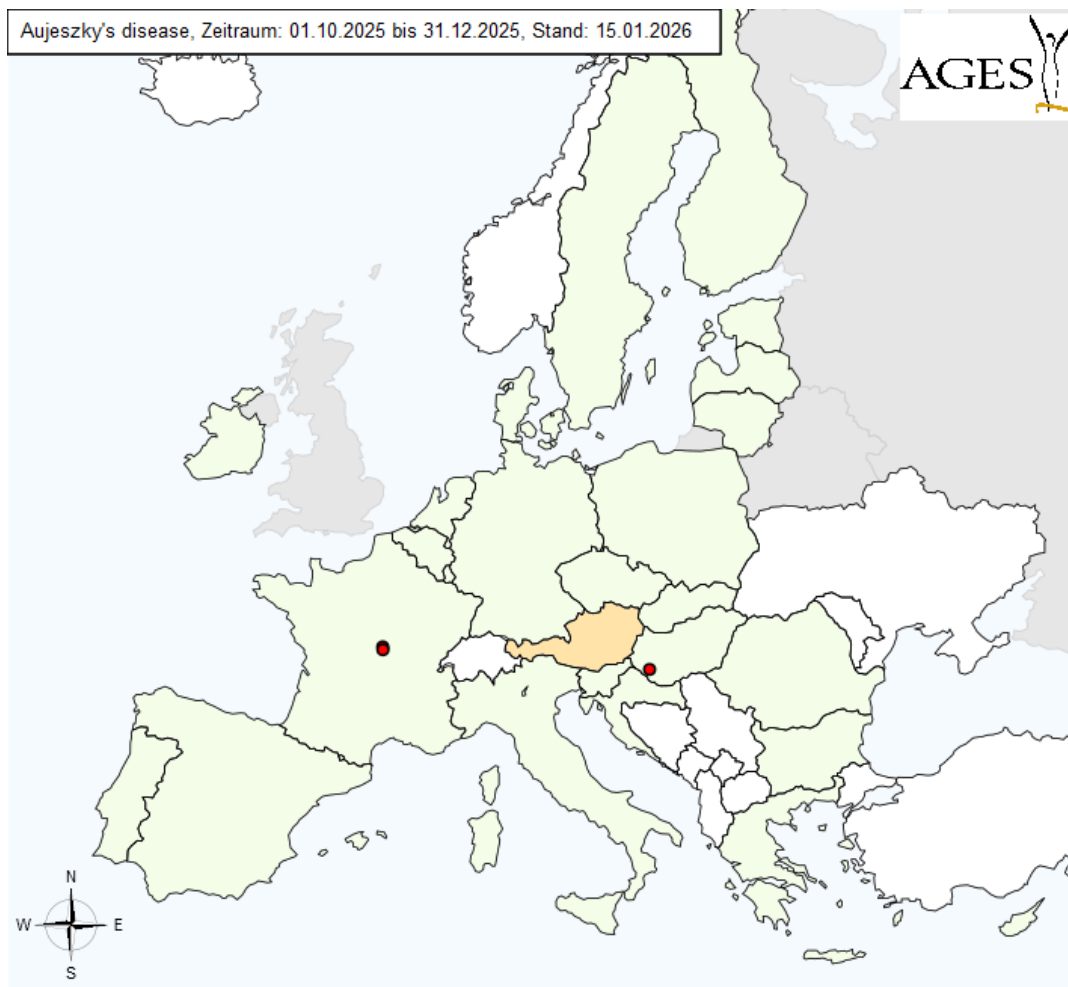 Aujeszky's disease, Zeitraum: 01.10.2025 bis 31.12.2025, Stand: 15.01.2026
AGES
N
W E
S